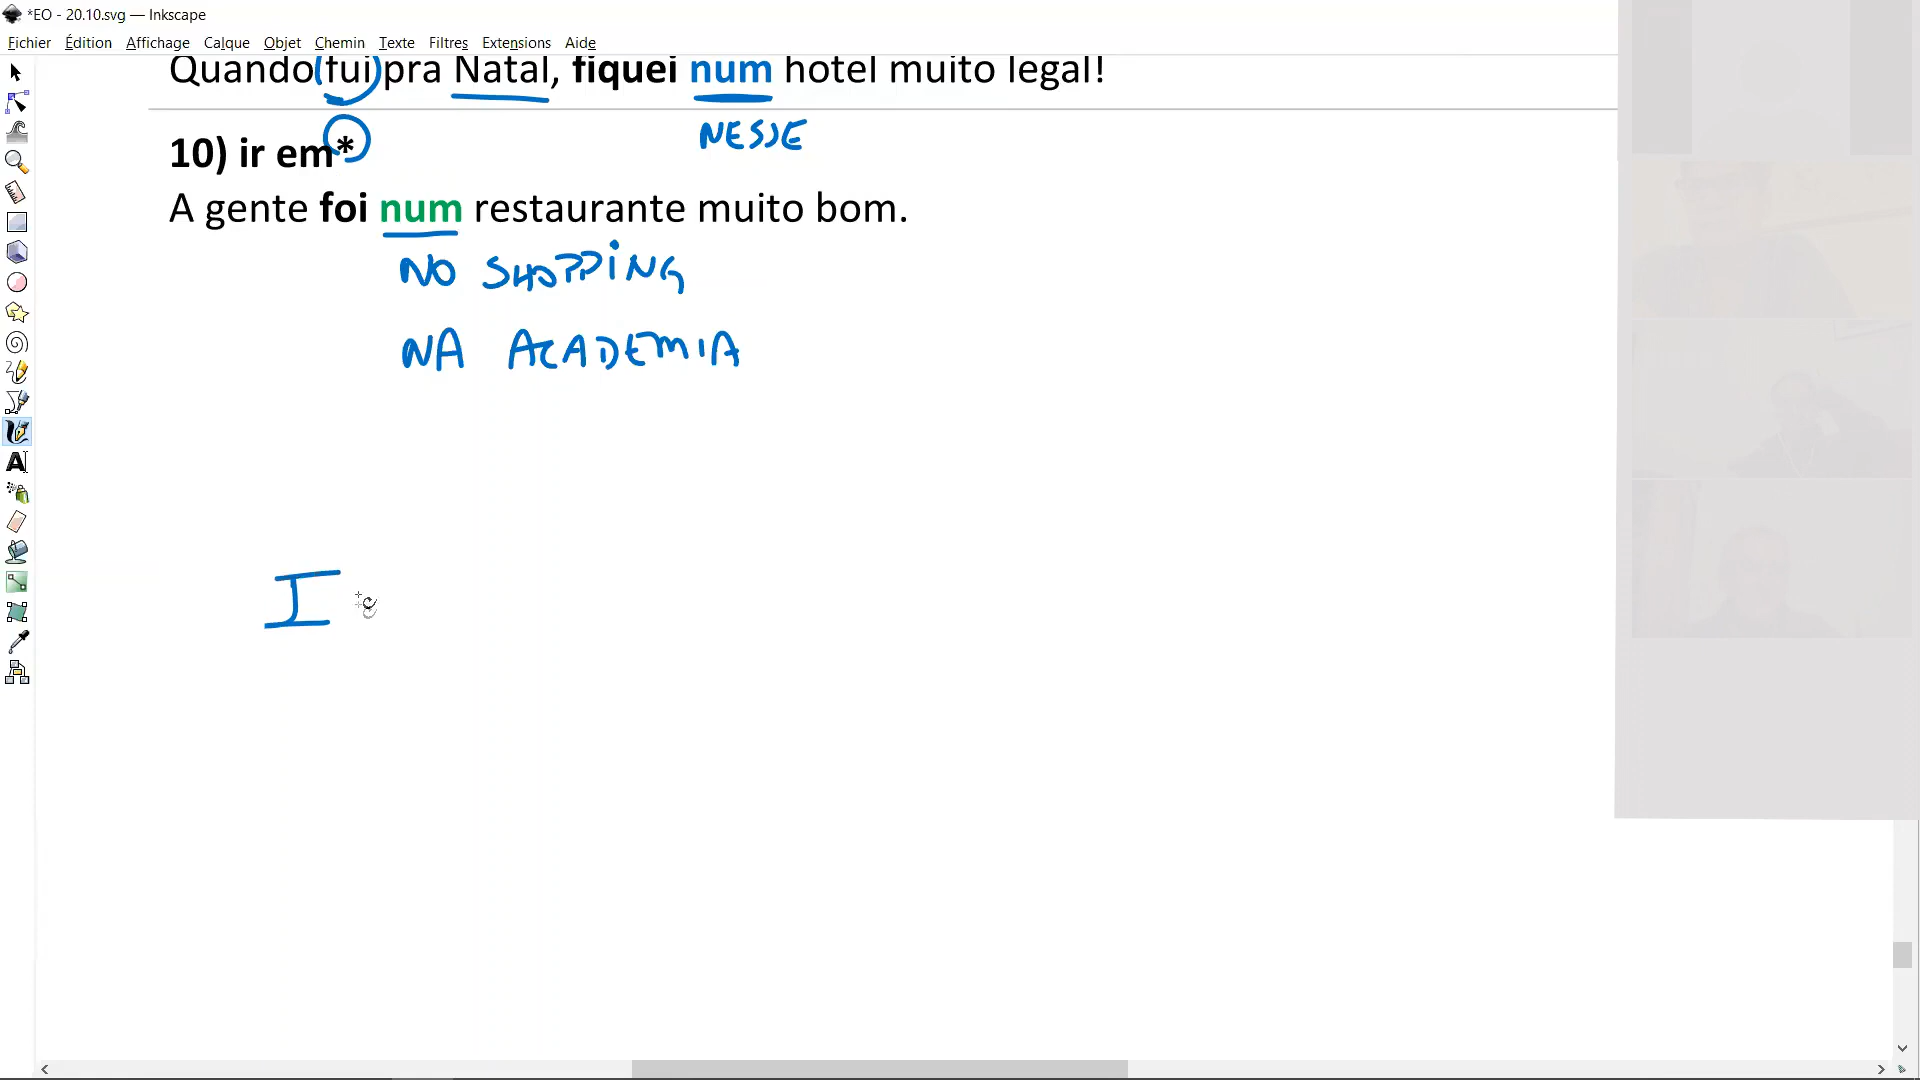 *EO - 20.10.svg — Inkscape
Fichier Édition Affichage Calque Objet Chemin Texte Filtres Extensions Aide
Quando (fui) pra Natal, fiquei num hotel muito legal!
NESSE
10) ir em*
A gente foi num restaurante muito bom.
NO SHOPPING
NA ACADEMIA
I